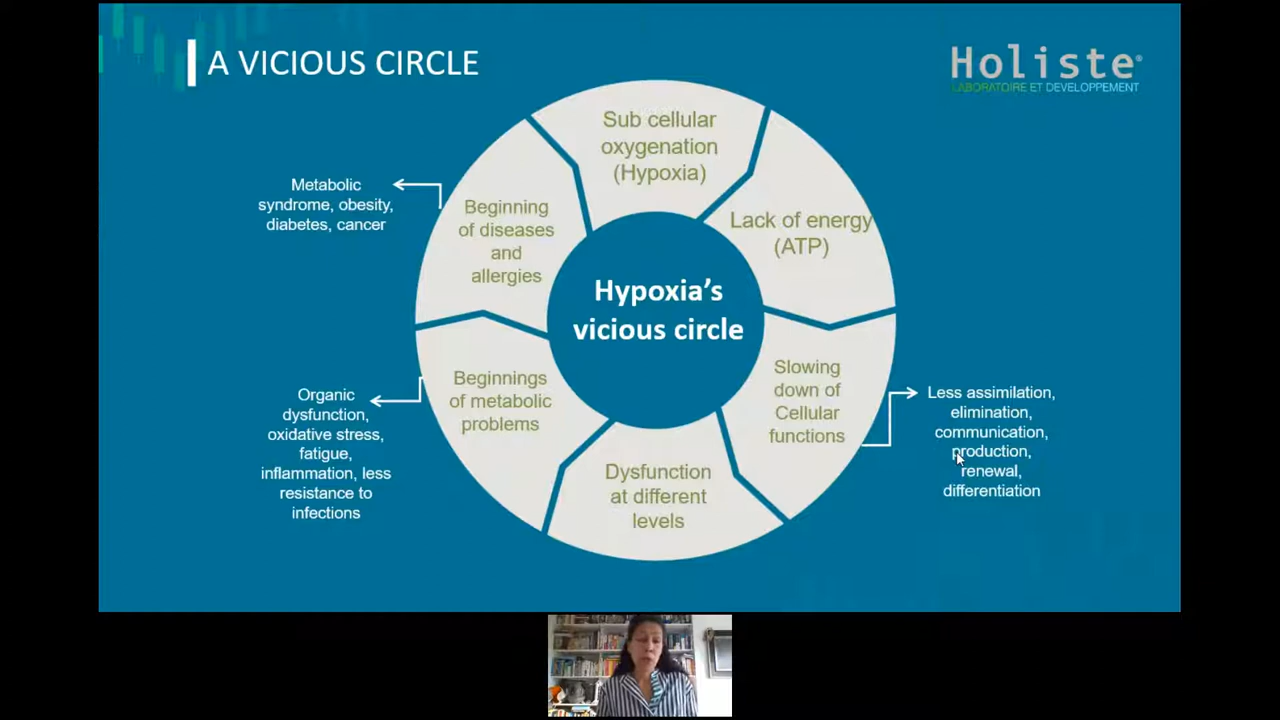 A VICIOUS CIRCLE
Holiste®
LABORATOIRE ET DEVELOPPEMENT
Sub cellular
oxygenation
(Hypoxia)
Lack of energy
(ATP)
Slowing
down of
Cellular
functions
Less assimilation,
elimination,
communication,
production,
renewal,
differentiation
Dysfunction
at different
levels
Beginnings
of metabolic
problems
Organic
dysfunction,
oxidative stress,
fatigue,
inflammation, less
resistance to
infections
Beginning
of diseases
and
allergies
Metabolic
syndrome, obesity,
diabetes, cancer
Hypoxia’s
vicious circle